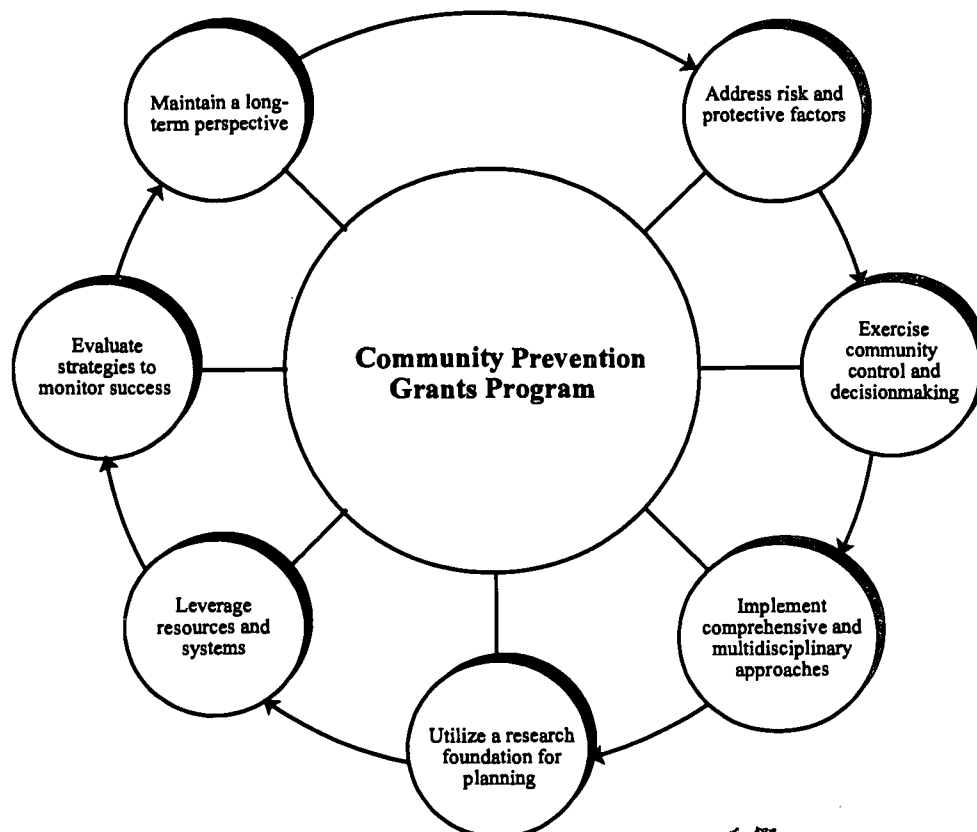 Maintain a long-
term perspective
Address risk and
protective factors
Exercise
community
control and
decisionmaking
Implement
comprehensive and
multidisciplinary
approaches
Utilize a research
foundation for
planning
Leverage
resources and
systems
Evaluate
strategies to
monitor success
Community Prevention
Grants Program